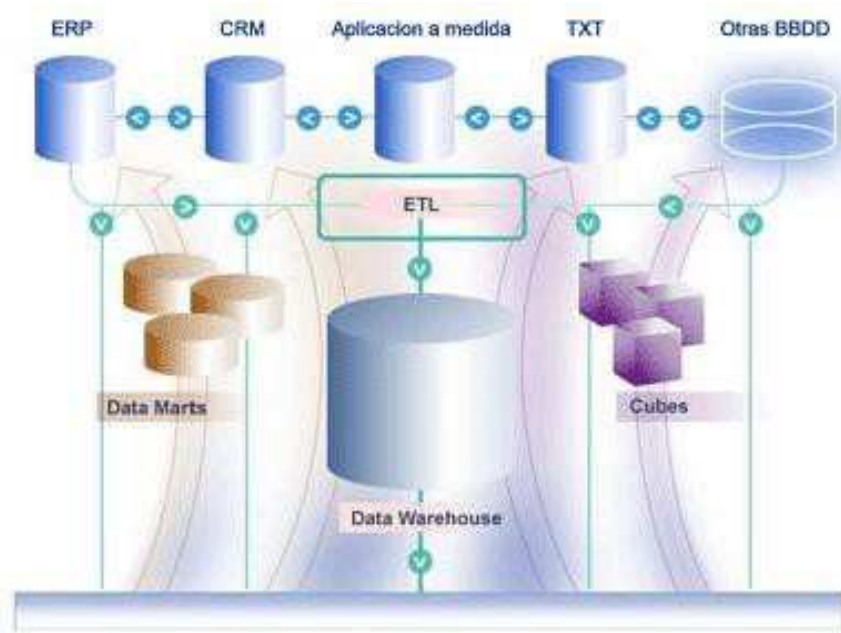 ERP
CRM
Aplicacion a medida
TXT
Otras BBDD
ETL
Data Marts
Cubes
Data Warehouse